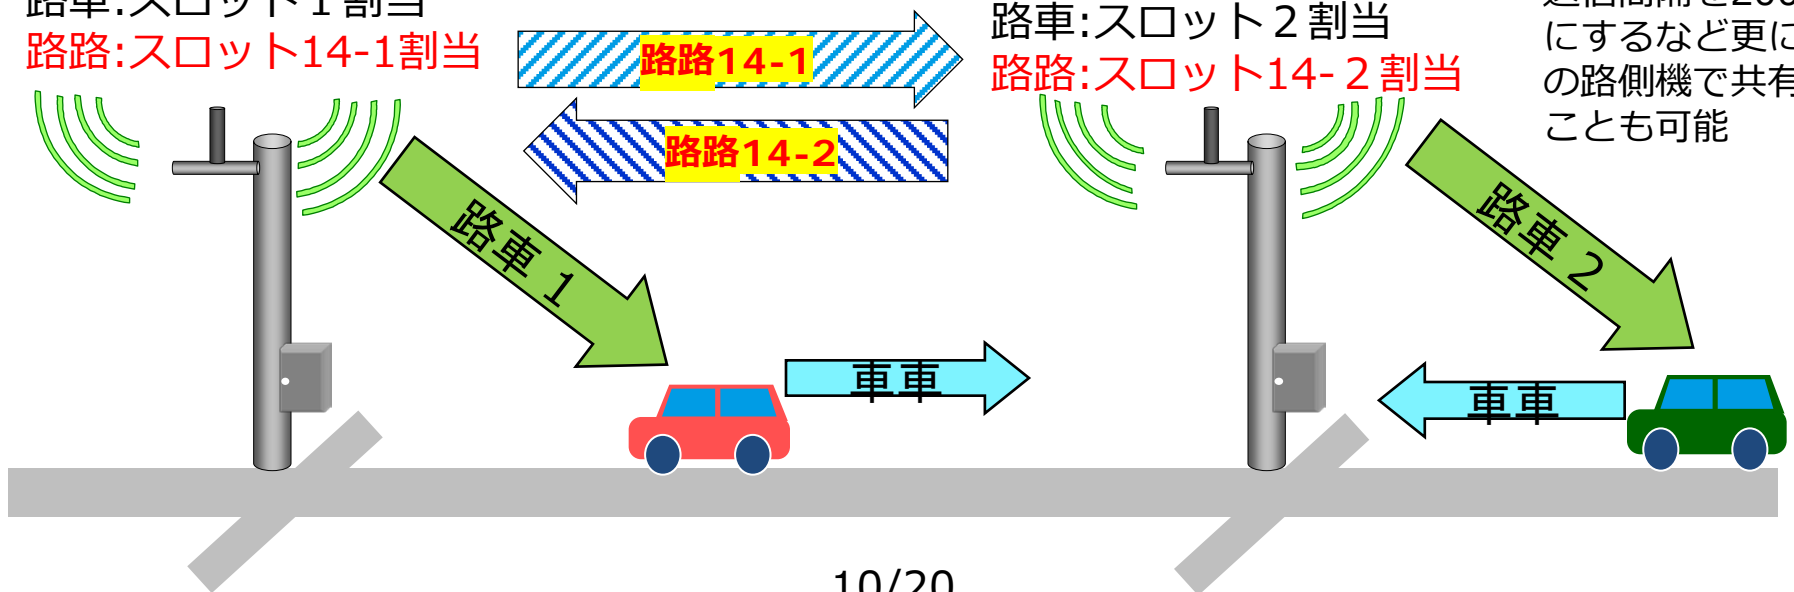 路車:スロット１割当
路路:スロット14-1割当
路路14-1
路路14-2
路車:スロット２割当
路路:スロット14-２割当
にするなど更に
の路側機で共有
ことも可能
路車 1
路車 2
車車
車車
10/20